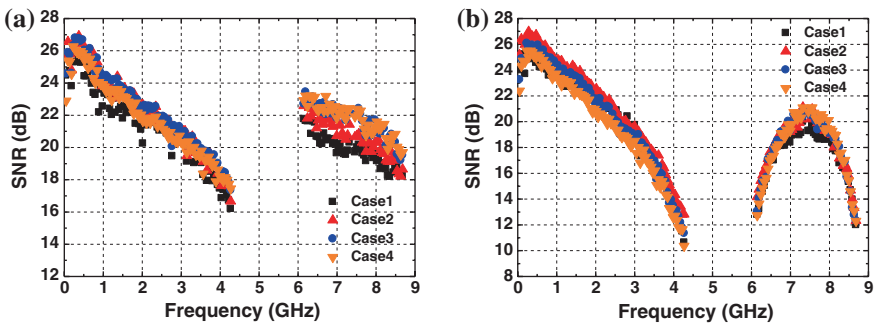 (a)
SNR (dB)
28
26
24
22
20
18
16
14
12
Case1
Case2
Case3
Case4
0 1 2 3 4 5 6 7 8 9
Frequency (GHz)
(b)
SNR (dB)
28
26
24
22
20
18
16
14
12
10
8
Case1
Case2
Case3
Case4
0 1 2 3 4 5 6 7 8 9
Frequency (GHz)